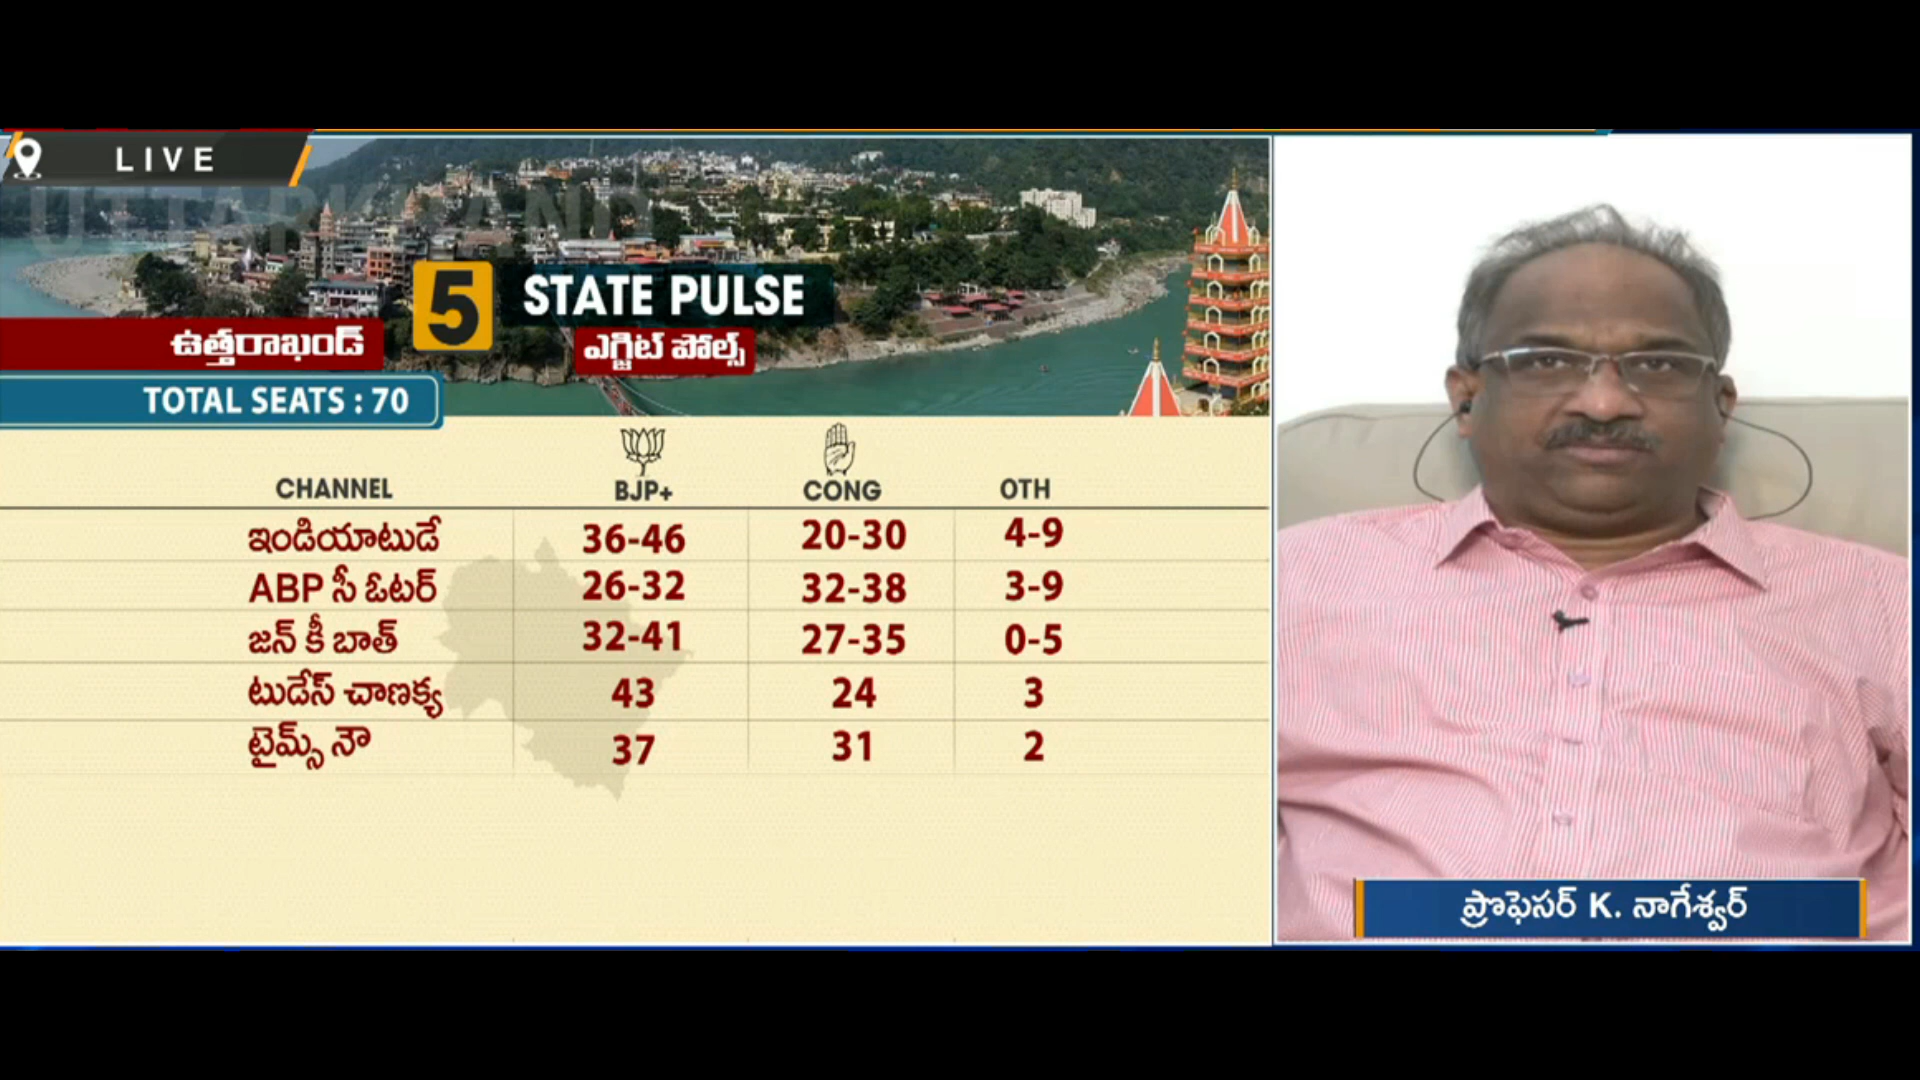 LIVE
UTTARKHAND
5 STATE PULSE
ఉత్తరాఖండ్
ఎగ్జిట్ పోల్స్
TOTAL SEATS : 70
CHANNEL BJP+ CONG OTH
ఇండియాటుడే 36-46 20-30 4-9
ABP సీ ఓటర్ 26-32 32-38 3-9
జన్ కీ బాత్ 32-41 27-35 0-5
టుడేస్ చాణక్య 43 24 3
టైమ్స్ నౌ 37 31 2
ప్రొఫెసర్ K. నాగేశ్వర్